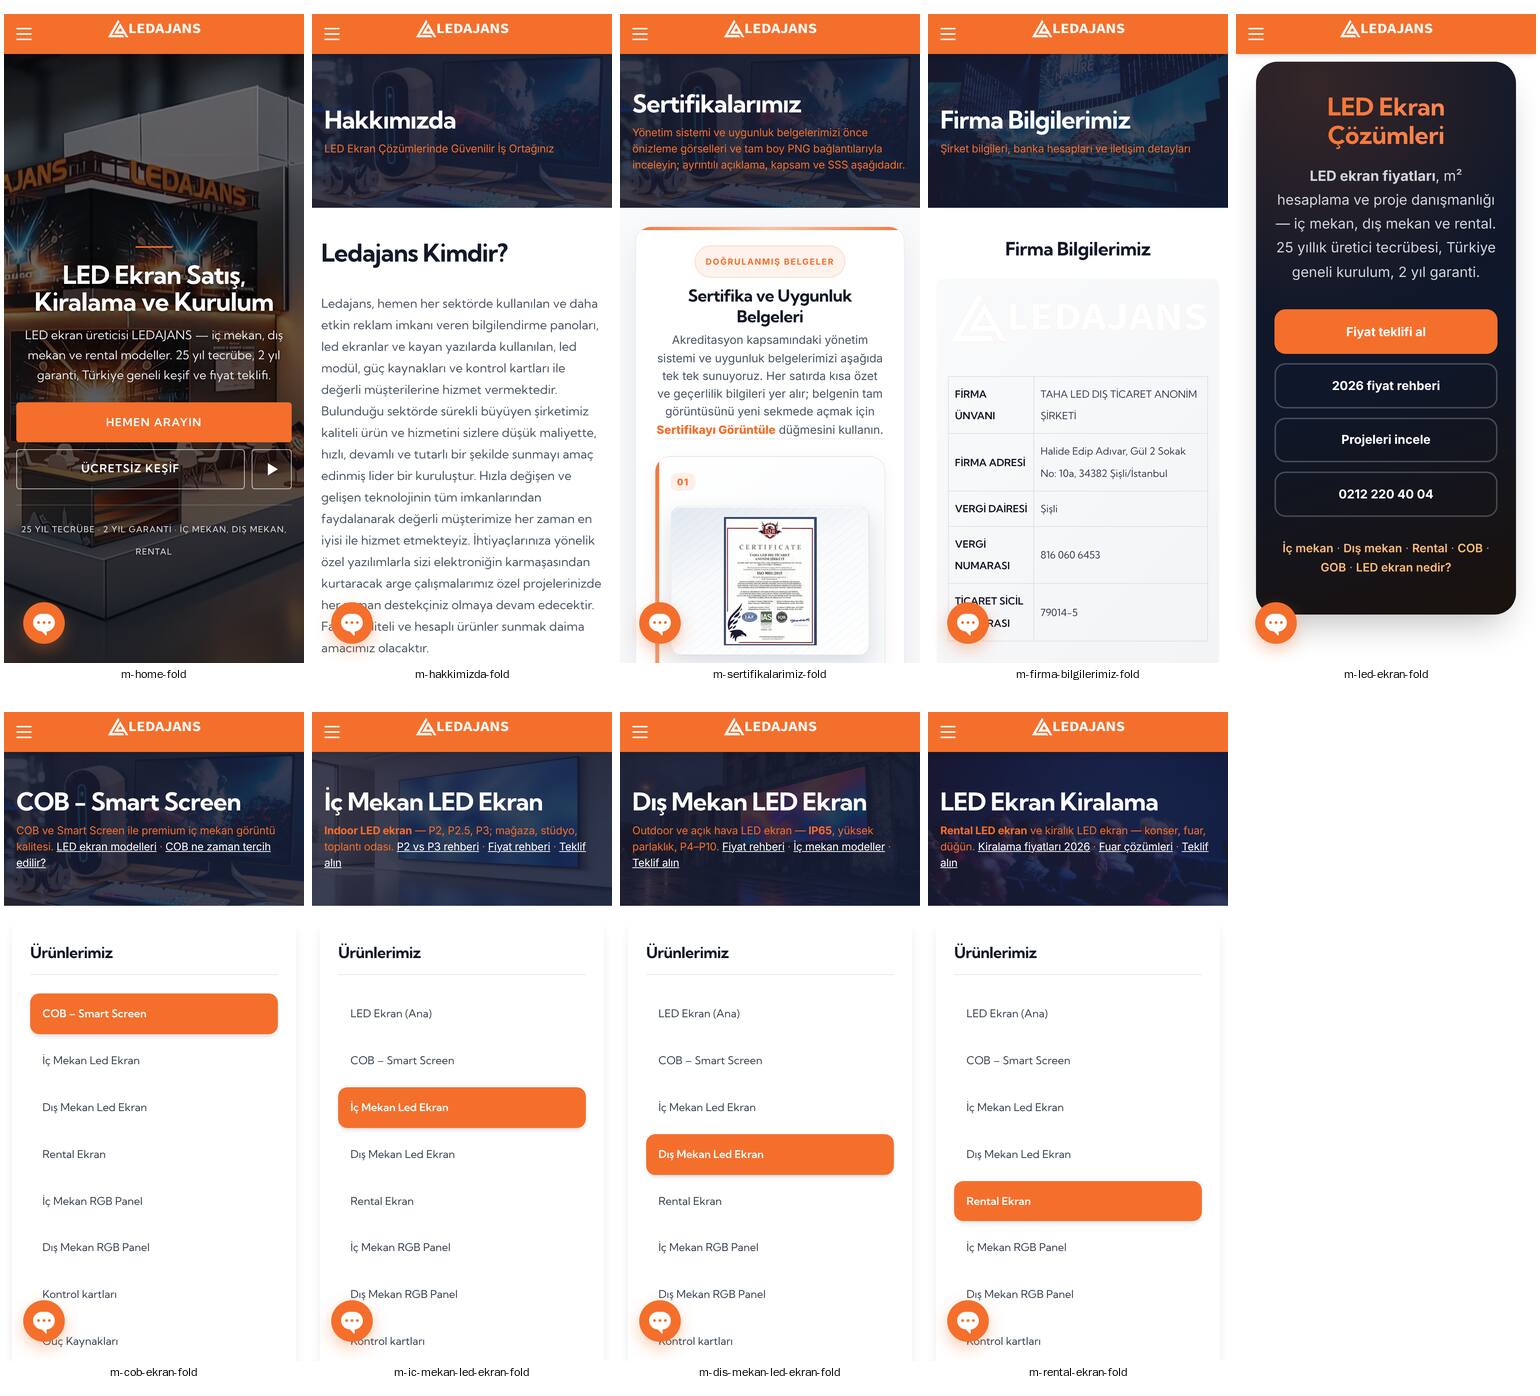 LEDAJANS
LEDAJANS
LEDAJANS
LEDAJANS
LEDAJANS
LEDAJANS
LED Ekran Satış,
Kiralama ve Kurulum
LED ekran üreticisi LEDAJANS — iç mekan, dış
mekan ve rental modeller. 25 yıl tecrübe, 2 yıl
garanti, Türkiye geneli keşif ve fiyat teklifi.
HEMEN ARAYIN
ÜCRETSİZ KEŞİF
25 YIL TECRÜBE · 2 YIL GARANTİ · İÇ MEKAN, DIŞ MEKAN,
RENTAL
m-home-fold
Hakkımızda
LED Ekran Çözümlerinde Güvenilir İş Ortağınız
Ledajans Kimdir?
Ledajans, hemen her sektörde kullanılan ve daha
etkin reklam imkanı veren bilgilendirme panoları,
led ekranlar ve kayan yazılarda kullanılan, led
modül, güç kaynakları ve kontrol kartları ile
değerli müşterilerine hizmet vermektedir.
Bulunduğu sektörde sürekli büyüyen şirketimiz
kaliteli ürün ve hizmetini sizlere düşük maliyette,
hızlı, devamlı ve tutarlı bir şekilde sunmayı amaç
edinmiş lider bir kuruluştur. Hızla değişen ve
gelişen teknolojinin tüm imkanlarından
faydalanarak değerli müşterimize her zaman en
iyisi ile hizmet etmekteyiz. İhtiyaçlarınıza yönelik
özel yazılımlarla sizi elektroniğin karmaşasından
kurtaracak arge çalışmalarımız özel projelerinizde
her destekçiniz olmaya devam edecektir.
ve hesaplı ürünler sunmak daima
amacımız olacaktır.
m-hakkimizda-fold
Sertifikalarımız
Yönetim sistemi ve uygunluk belgelerimizi önce
önizleme görselleri ve tam boy PNG bağlantılarıyla
inceleyin; ayrıntılı açıklama, kapsam ve SSS aşağıdadır.
DOĞRULANMIŞ BELGELER
Sertifika ve Uygunluk
Belgeleri
Akreditasyon kapsamındaki yönetim
sistemi ve uygunluk belgelerimizi aşağıda
tek tek sunuyoruz. Her satırda kısa özet
ve geçerlilik bilgileri yer alır; belgenin tam
görüntüsünü yeni sekmede açmak için
Sertifikayı Görüntüle düğmesini kullanın.
01
CERTIFICATE
m-sertifikalarimiz-fold
Firma Bilgilerimiz
Şirket bilgileri, banka hesapları ve iletişim detayları
Firma Bilgilerimiz
LEDAJANS
FİRMA
ÜNVANI
TAHA LED DIŞ TİCARET ANONİM
ŞİRKETİ
FİRMA ADRESİ
Halide Edip Adıvar, Gül 2 Sokak
No: 10a, 34382 Şişli/İstanbul
VERGİ DAİRESİ
Şişli
VERGİ
NUMARASI
816 060 6453
TİCARET SİCİL
79014-5
m-firma-bilgilerimiz-fold
LED Ekran
Çözümleri
LED ekran fiyatları, m²
hesaplama ve proje danışmanlığı
— iç mekan, dış mekan ve rental.
25 yıllık üretici tecrübesi, Türkiye
geneli kurulum, 2 yıl garanti.
Fiyat teklifi al
2026 fiyat rehberi
Projeleri incele
0212 220 40 04
İç mekan · Dış mekan · Rental · COB ·
GOB · LED ekran nedir?
m-led-ekran-fold
LEDAJANS
COB - Smart Screen
COB ve Smart Screen ile premium iç mekan görüntü
kalitesi. LED ekran modelleri · COB ne zaman tercih
edilir?
Ürünlerimiz
COB – Smart Screen
İç Mekan Led Ekran
Dış Mekan Led Ekran
Rental Ekran
İç Mekan RGB Panel
Dış Mekan RGB Panel
Kontrol kartları
Güç Kaynakları
m-cob-ekran-fold
LEDAJANS
İç Mekan LED Ekran
Indoor LED ekran — P2, P2.5, P3; mağaza, stüdyo,
toplantı odası. P2 vs P3 rehberi · Fiyat rehberi · Teklif
alın
Ürünlerimiz
LED Ekran (Ana)
COB – Smart Screen
İç Mekan Led Ekran
Dış Mekan Led Ekran
Rental Ekran
İç Mekan RGB Panel
Dış Mekan RGB Panel
Kontrol kartları
m-ic-mekan-led-ekran-fold
LEDAJANS
Dış Mekan LED Ekran
Outdoor ve açık hava LED ekran — IP65, yüksek
parlaklık, P4–P10. Fiyat rehberi · İç mekan modeller ·
Teklif alın
Ürünlerimiz
LED Ekran (Ana)
COB – Smart Screen
İç Mekan Led Ekran
Dış Mekan Led Ekran
Rental Ekran
İç Mekan RGB Panel
Dış Mekan RGB Panel
Kontrol kartları
m-dis-mekan-led-ekran-fold
LEDAJANS
LED Ekran Kiralama
Rental LED ekran ve kiralık LED ekran — konser, fuar,
düğün. Kiralama fiyatları 2026 · Fuar çözümleri · Teklif
alın
Ürünlerimiz
LED Ekran (Ana)
COB – Smart Screen
İç Mekan Led Ekran
Dış Mekan Led Ekran
Rental Ekran
İç Mekan RGB Panel
Dış Mekan RGB Panel
Kontrol kartları
m-rental-ekran-fold